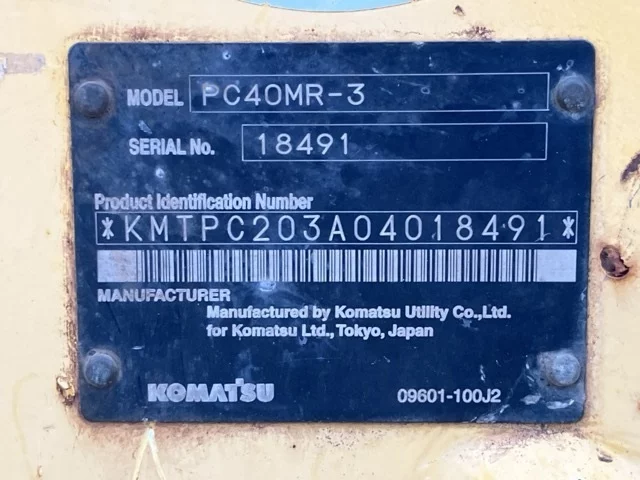 MODEL PC40MR-3
SERIAL No. 18491
Product Identification Number
*KMTPC203A04018491*
MANUFACTURER
Manufactured by Komatsu Utility Co.,Ltd.
for Komatsu Ltd.,Tokyo, Japan
KOMATSU 09601-100J2